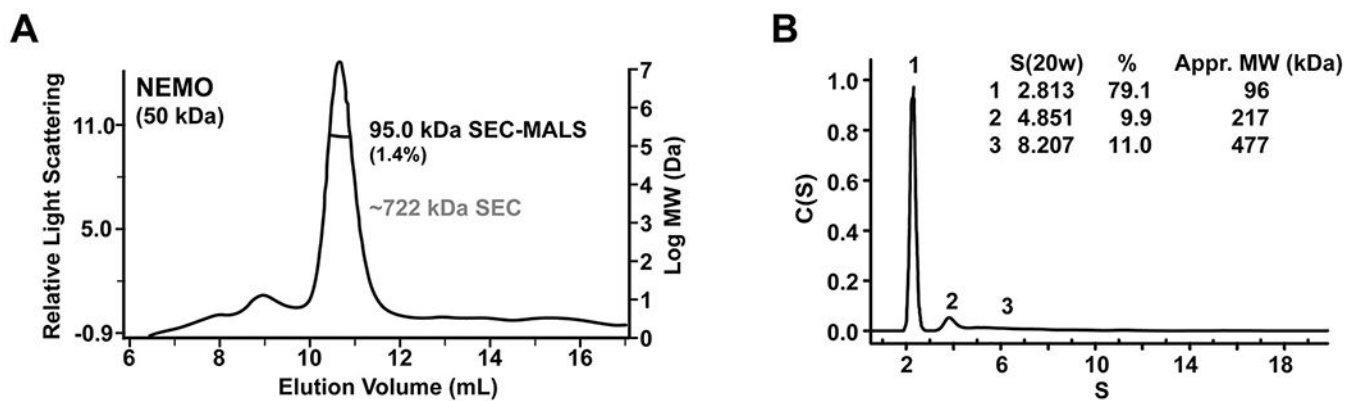 A
NEMO
(50 kDa)
95.0 kDa SEC-MALS
(1.4%)
~722 kDa SEC
Relative Light Scattering
11.0
5.0
-0.9
Log MW (Da)
7
6
5
4
3
2
1
0
6 8 10 12 14 16
Elution Volume (mL)
B
S(20w) % Appr. MW (kDa)
1 2.813 79.1 96
2 4.851 9.9 217
3 8.207 11.0 477
1
2
3
C(S)
1.0
0.8
0.6
0.4
0.2
0.0
2 6 10 14 18
S